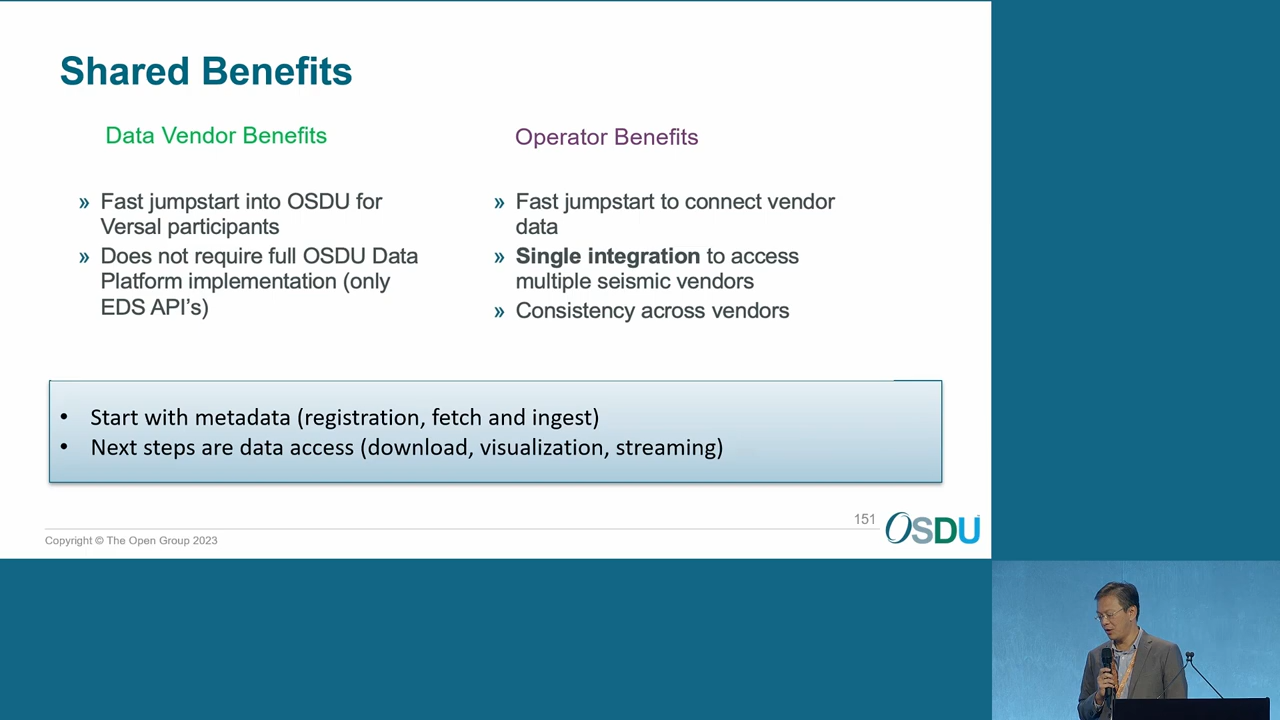 Shared Benefits
Data Vendor Benefits
» Fast jumpstart into OSDU for
Versal participants
» Does not require full OSDU Data
Platform implementation (only
EDS API's)
Operator Benefits
» Fast jumpstart to connect vendor
data
» Single integration to access
multiple seismic vendors
» Consistency across vendors
• Start with metadata (registration, fetch and ingest)
• Next steps are data access (download, visualization, streaming)
Copyright © The Open Group 2023
151
OSDU